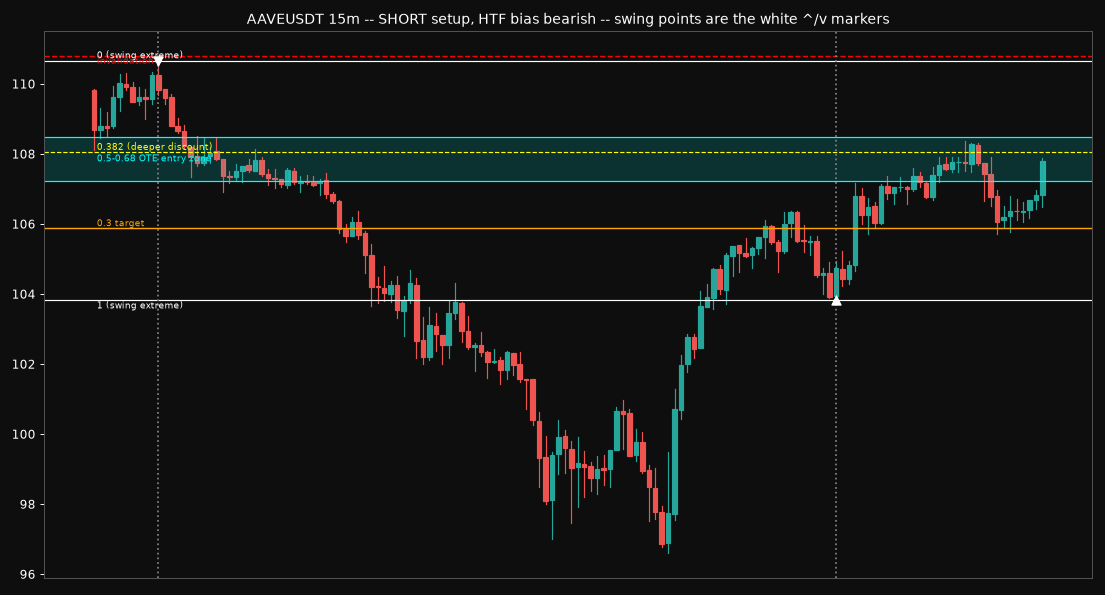 AAVEUSDT 15m -- SHORT setup, HTF bias bearish -- swing points are the white ^/v markers
0 (swing extreme)
110
0.382 (deeper discount)
108
0.5-0.68 OTE entry zone
106
0.3 target
104
1 (swing extreme)
102
100
98
96